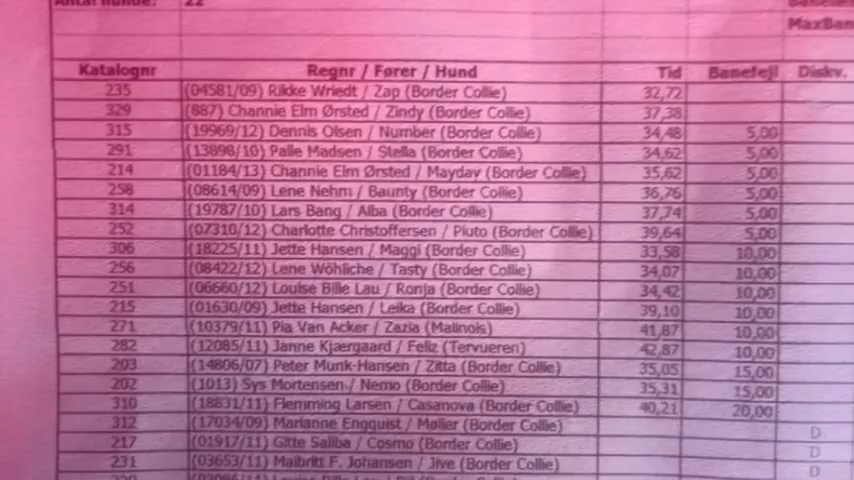 Antal hunde: 22
MaxBan
Katalognr Regnr / Fører / Hund Tid Banefejl Diskv.
235 (04581/09) Rikke Wriedt / Zap (Border Collie) 32,72
329 (887) Channie Elm Ørsted / Zindy (Border Collie) 37,38
315 (19969/12) Dennis Olsen / Number (Border Collie) 34,48 5,00
291 (13898/10) Palle Madsen / Stella (Border Collie) 34,62 5,00
214 (01184/13) Channie Elm Ørsted / Mayday (Border Collie) 35,62 5,00
258 (08614/09) Lene Nehm / Baunty (Border Collie) 36,76 5,00
314 (19787/10) Lars Bang / Alba (Border Collie) 37,74 5,00
252 (07310/12) Charlotte Christoffersen / Pluto (Border Collie) 39,64 5,00
306 (18225/11) Jette Hansen / Maggi (Border Collie) 33,58 10,00
256 (08422/12) Lene Wöhliche / Tasty (Border Collie) 34,07 10,00
251 (06660/12) Louise Bille Lau / Ronja (Border Collie) 34,42 10,00
215 (01630/09) Jette Hansen / Leika (Border Collie) 39,10 10,00
271 (10379/11) Pia Van Acker / Zazia (Malinois) 41,87 10,00
282 (12085/11) Janne Kjærgaard / Feliz (Tervueren) 42,87 10,00
203 (14806/07) Peter Munk-Hansen / Zitta (Border Collie) 35,05 15,00
202 (1013) Sys Mortensen / Nemo (Border Collie) 35,31 15,00
310 (18831/11) Flemming Larsen / Casanova (Border Collie) 40,21 20,00
312 (17034/09) Marianne Engquist / Møller (Border Collie) D
217 (01917/11) Gitte Saliba / Cosmo (Border Collie) D
231 (03653/11) Maibritt F. Johansen / Jive (Border Collie) D